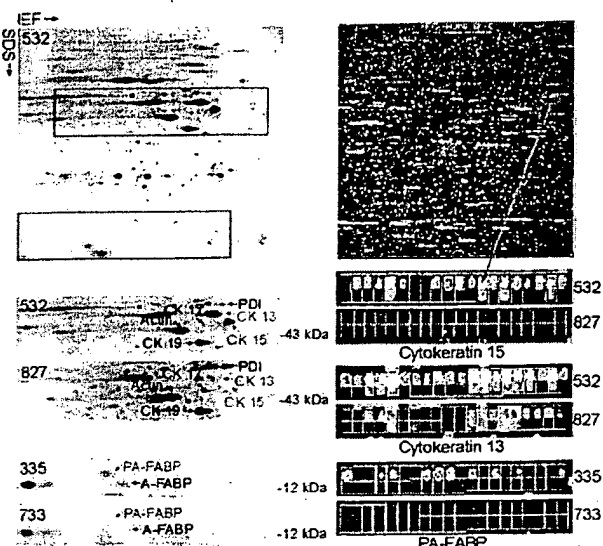 IEF →
SDS →
532
532
PDI
CK 17
CK 13
Actin
CK 15
CK 19
-43 kDa
827
PDI
CK 13
Actin
CK 15
CK 19
-43 kDa
335
PA-FABP
A-FABP
-12 kDa
733
PA-FABP
A-FABP
-12 kDa
532
827
Cytokeratin 15
532
827
Cytokeratin 13
335
733
PA-FABP